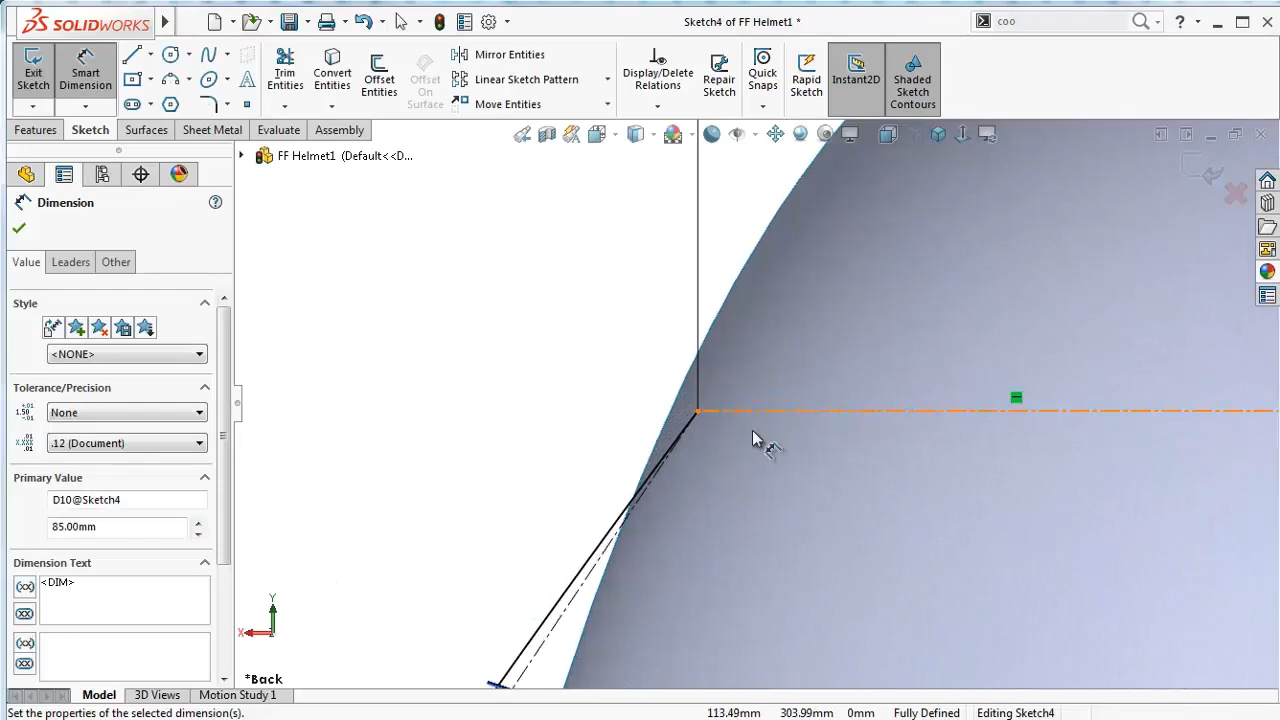 SOLIDWORKS
Sketch4 of FF Helmet1 *
coo
Exit Sketch
Smart Dimension
Trim Entities
Convert Entities
Offset Entities
Offset On Surface
Mirror Entities
Linear Sketch Pattern
Move Entities
Display/Delete Relations
Repair Sketch
Quick Snaps
Rapid Sketch
Instant2D
Shaded Sketch Contours
Features
Sketch
Surfaces
Sheet Metal
Evaluate
Assembly
FF Helmet1 (Default<<D...
Dimension
Value
Leaders
Other
Style
<NONE>
Tolerance/Precision
None
.12 (Document)
Primary Value
D10@Sketch4
85.00mm
Dimension Text
<DIM>
Y
X
*Back
Model
3D Views
Motion Study 1
Set the properties of the selected dimension(s).
113.49mm
303.99mm
0mm
Fully Defined
Editing Sketch4